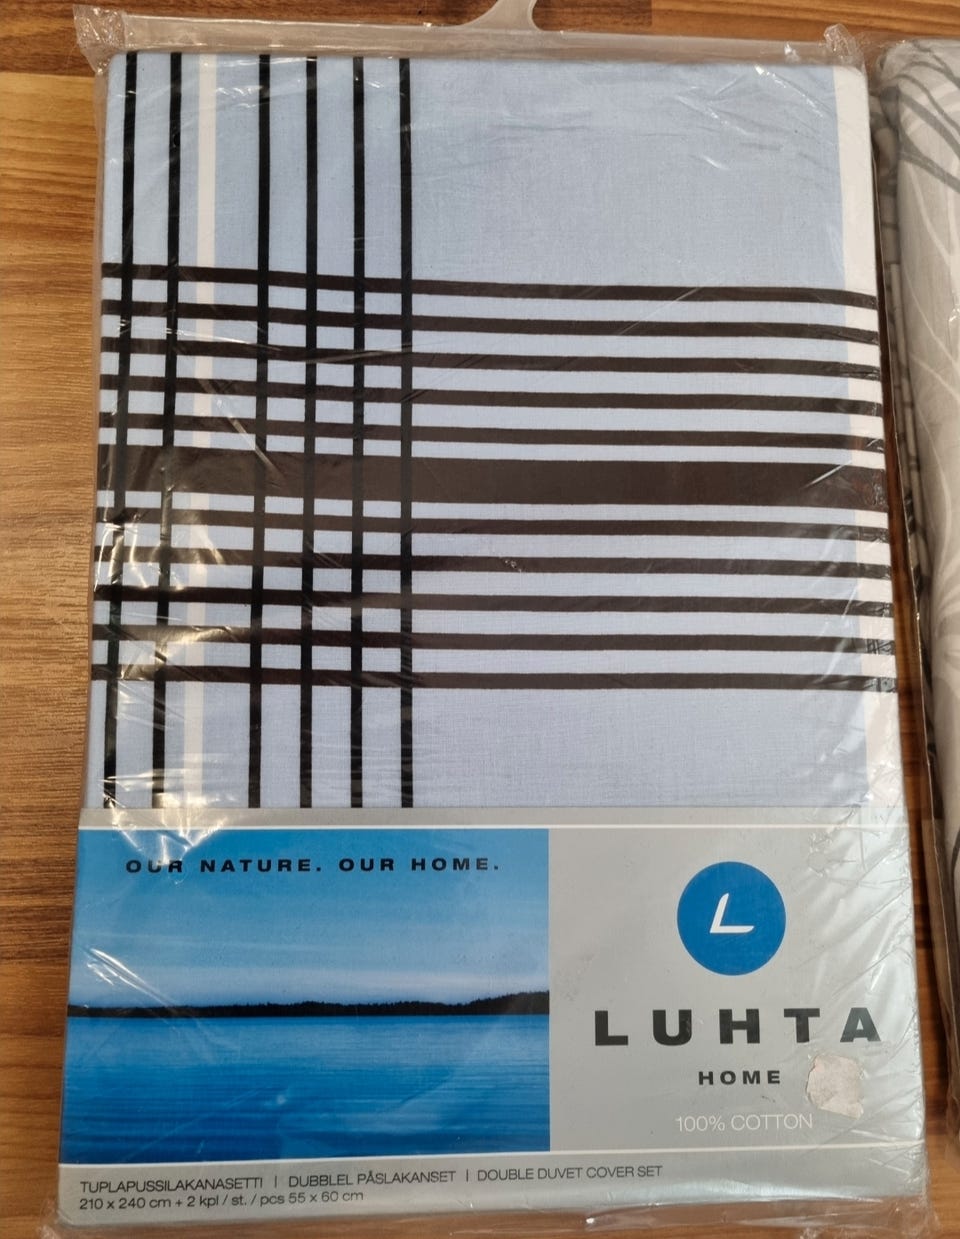 OUR NATURE. OUR HOME.
L
LUHTA
HOME
100% COTTON
TUPLAPUSSILAKANASETTI | DUBBLEL PÅSLAKANSET | DOUBLE DUVET COVER SET
210 x 240 cm + 2 kpl / st. / pcs 55 x 60 cm